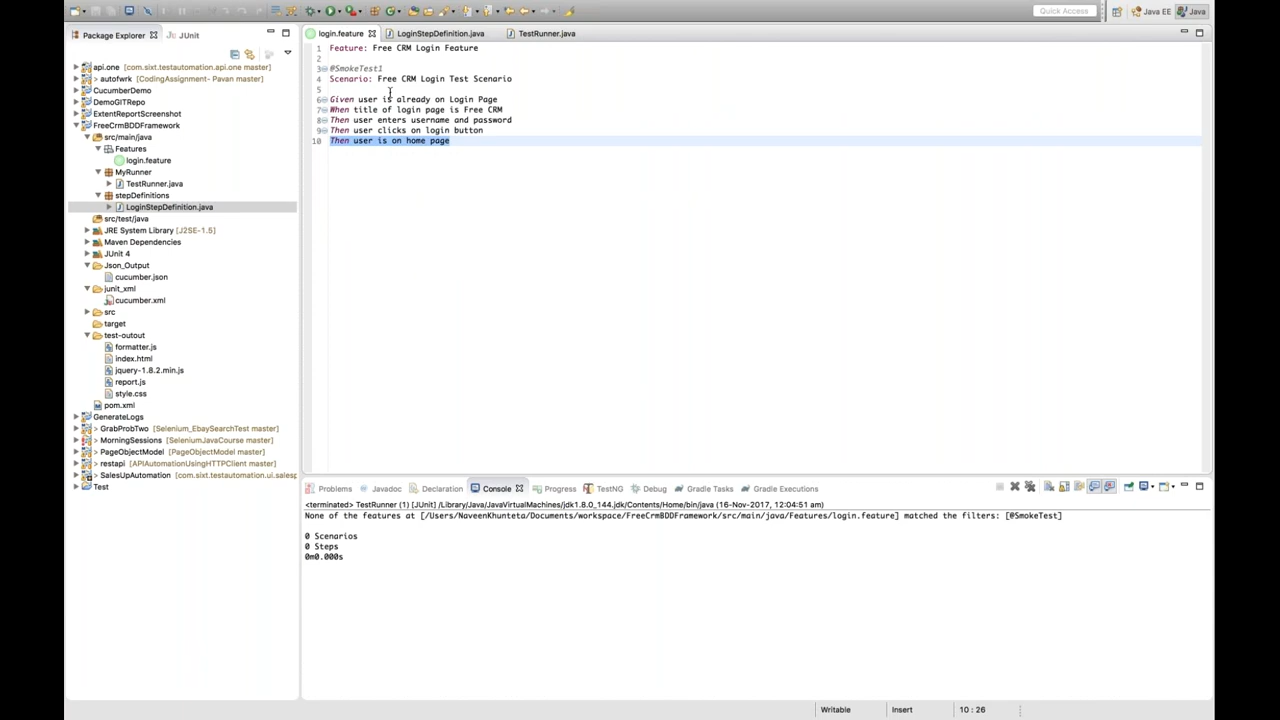 Quick Access
Java EE
Java
Package Explorer
JUnit
login.feature
LoginStepDefinition.java
TestRunner.java
api.one [com.sixt.testautomation.api.one]
> autofwrk [CodingAssignment- Pavan master]
CucumberDemo
DemoGITRepo
ExtentReportScreenshot
FreeCrmBDDFramework
src/main/java
Features
login.feature
MyRunner
TestRunner.java
stepDefinitions
LoginStepDefinition.java
src/test/java
JRE System Library [J2SE-1.5]
Maven Dependencies
JUnit 4
Json_Output
cucumber.json
junit_xml
cucumber.xml
src
target
test-outout
formatter.js
index.html
jquery-1.8.2.min.js
report.js
style.css
pom.xml
GenerateLogs
> GrabProbTwo [Selenium_EbaySearchTest master]
> MorningSessions [SeleniumJavaCourse master]
> PageObjectModel [PageObjectModel master]
> restapi [APIAutomationUsingHTTPClient master]
> SalesUpAutomation [com.sixt.testautomation.ui.salesp
Test
1 Feature: Free CRM Login Feature
2
3 @SmokeTest1
4 Scenario: Free CRM Login Test Scenario
5
6 Given user is already on Login Page
7 When title of login page is Free CRM
8 Then user enters username and password
9 Then user clicks on login button
10 Then user is on home page
Problems
Javadoc
Declaration
Console
Progress
TestNG
Debug
Gradle Tasks
Gradle Executions
<terminated> TestRunner (1) [JUnit] /Library/Java/JavaVirtualMachines/jdk1.8.0_144.jdk/Contents/Home/bin/java (16-Nov-2017, 12:04:51 am)
None of the features at [/Users/NaveenKhunteta/Documents/workspace/FreeCrmBDDFramework/src/main/java/Features/login.feature] matched the filters: [@SmokeTest]
0 Scenarios
0 Steps
0m0.000s
Writable
Insert
10 : 26